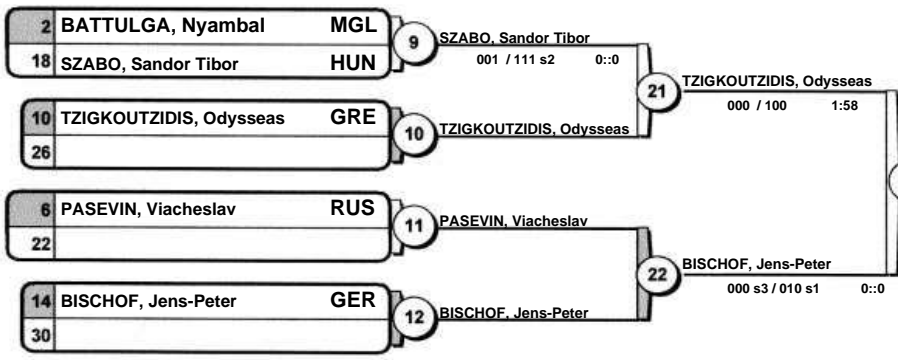 2 BATTULGA, Nyambal MGL
18 SZABO, Sandor Tibor HUN
9
SZABO, Sandor Tibor
001 / 111 s2 0::0
10 TZIGKOUTZIDIS, Odysseas GRE
26
10
TZIGKOUTZIDIS, Odysseas
21
TZIGKOUTZIDIS, Odysseas
000 / 100 1:58
6 PASEVIN, Viacheslav RUS
22
11
PASEVIN, Viacheslav
14 BISCHOF, Jens-Peter GER
30
12
BISCHOF, Jens-Peter
22
BISCHOF, Jens-Peter
000 s3 / 010 s1 0::0